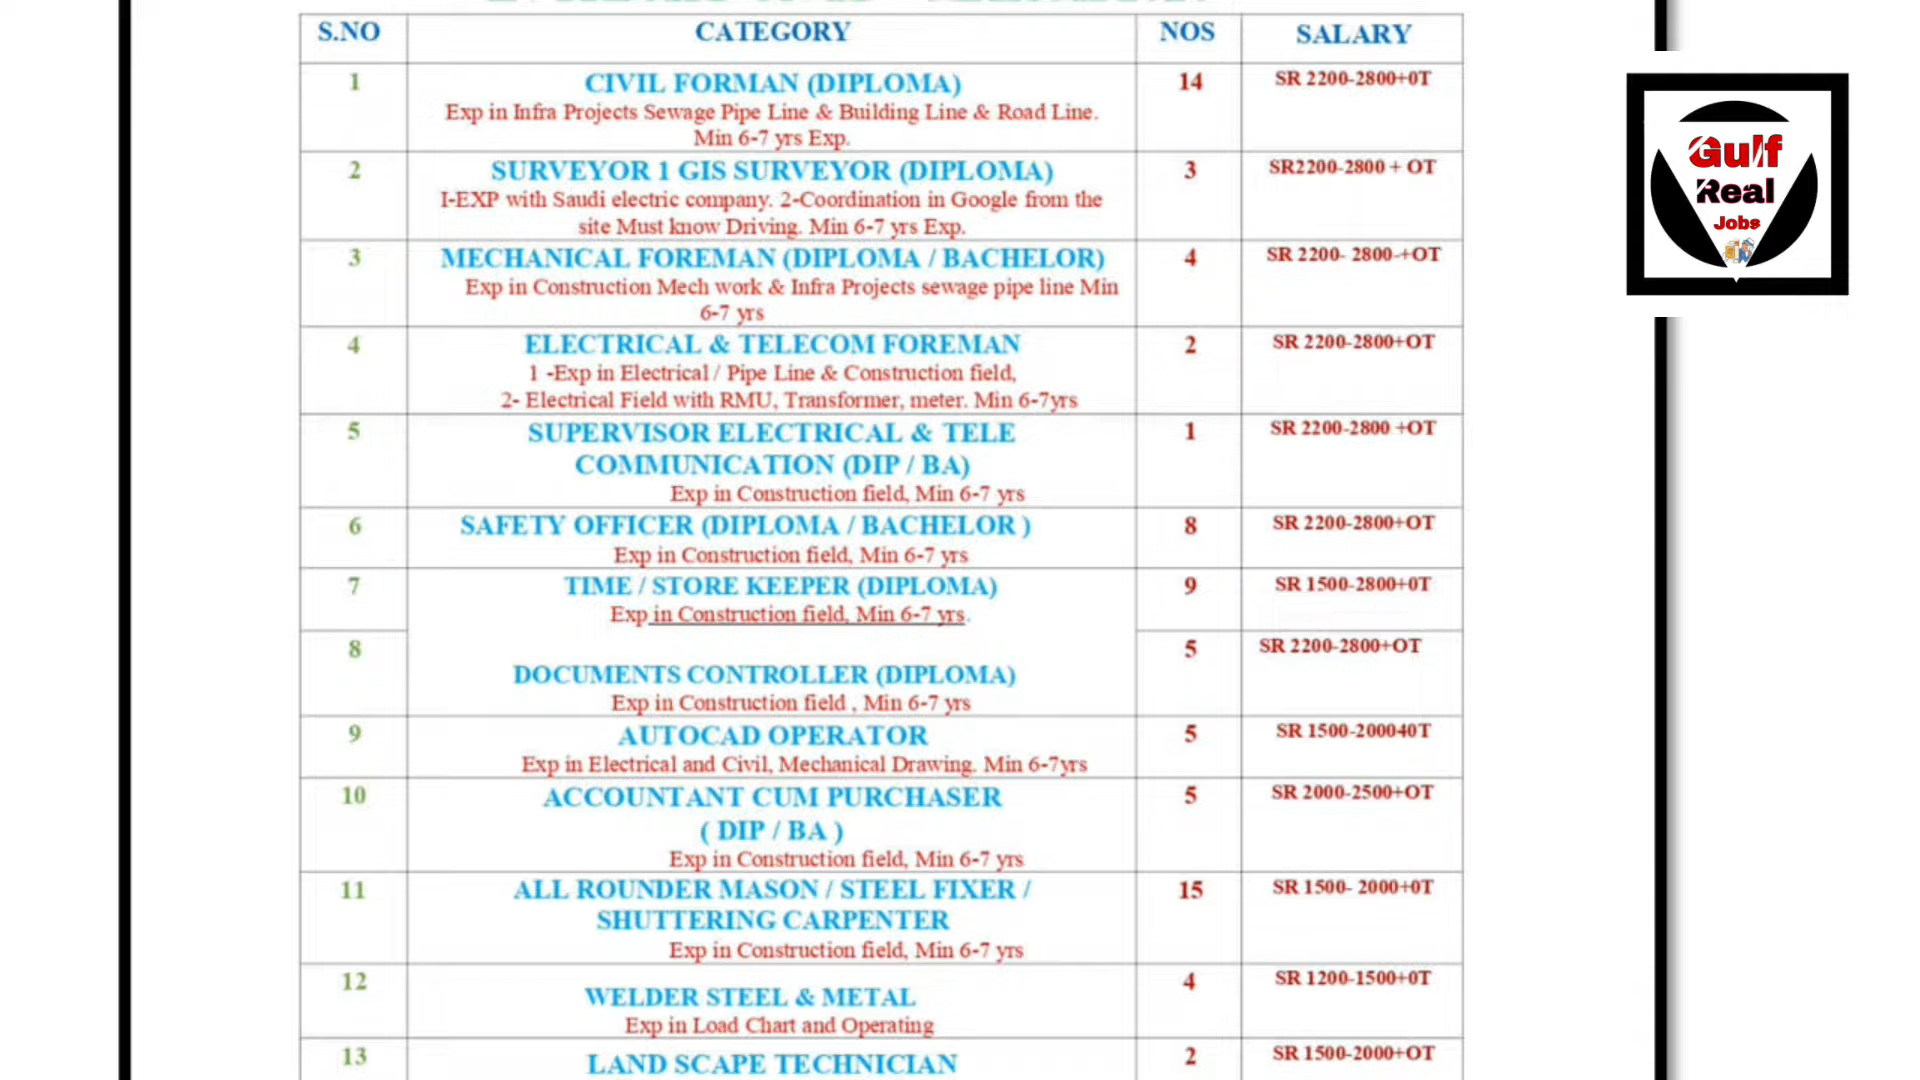 S.NO CATEGORY NOS SALARY
1 CIVIL FORMAN (DIPLOMA) 14 SR 2200-2800+0T
Exp in Infra Projects Sewage Pipe Line & Building Line & Road Line.
Min 6-7 yrs Exp.
2 SURVEYOR 1 GIS SURVEYOR (DIPLOMA) 3 SR2200-2800 + OT
I-EXP with Saudi electric company. 2-Coordination in Google from the
site Must know Driving. Min 6-7 yrs Exp.
3 MECHANICAL FOREMAN (DIPLOMA / BACHELOR) 4 SR 2200- 2800-+OT
Exp in Construction Mech work & Infra Projects sewage pipe line Min
6-7 yrs
4 ELECTRICAL & TELECOM FOREMAN 2 SR 2200-2800+OT
1 -Exp in Electrical / Pipe Line & Construction field,
2- Electrical Field with RMU, Transformer, meter. Min 6-7yrs
5 SUPERVISOR ELECTRICAL & TELE 1 SR 2200-2800 +OT
COMMUNICATION (DIP / BA)
Exp in Construction field, Min 6-7 yrs
6 SAFETY OFFICER (DIPLOMA / BACHELOR ) 8 SR 2200-2800+OT
Exp in Construction field, Min 6-7 yrs
7 TIME / STORE KEEPER (DIPLOMA) 9 SR 1500-2800+0T
Exp in Construction field, Min 6-7 yrs.
8 5 SR 2200-2800+OT
DOCUMENTS CONTROLLER (DIPLOMA)
Exp in Construction field , Min 6-7 yrs
9 AUTOCAD OPERATOR 5 SR 1500-200040T
Exp in Electrical and Civil, Mechanical Drawing. Min 6-7yrs
10 ACCOUNTANT CUM PURCHASER 5 SR 2000-2500+OT
( DIP / BA )
Exp in Construction field, Min 6-7 yrs
11 ALL ROUNDER MASON / STEEL FIXER / 15 SR 1500- 2000+0T
SHUTTERING CARPENTER
Exp in Construction field, Min 6-7 yrs
12 4 SR 1200-1500+0T
WELDER STEEL & METAL
Exp in Load Chart and Operating
13 LAND SCAPE TECHNICIAN 2 SR 1500-2000+OT
Gulf
Real
Jobs